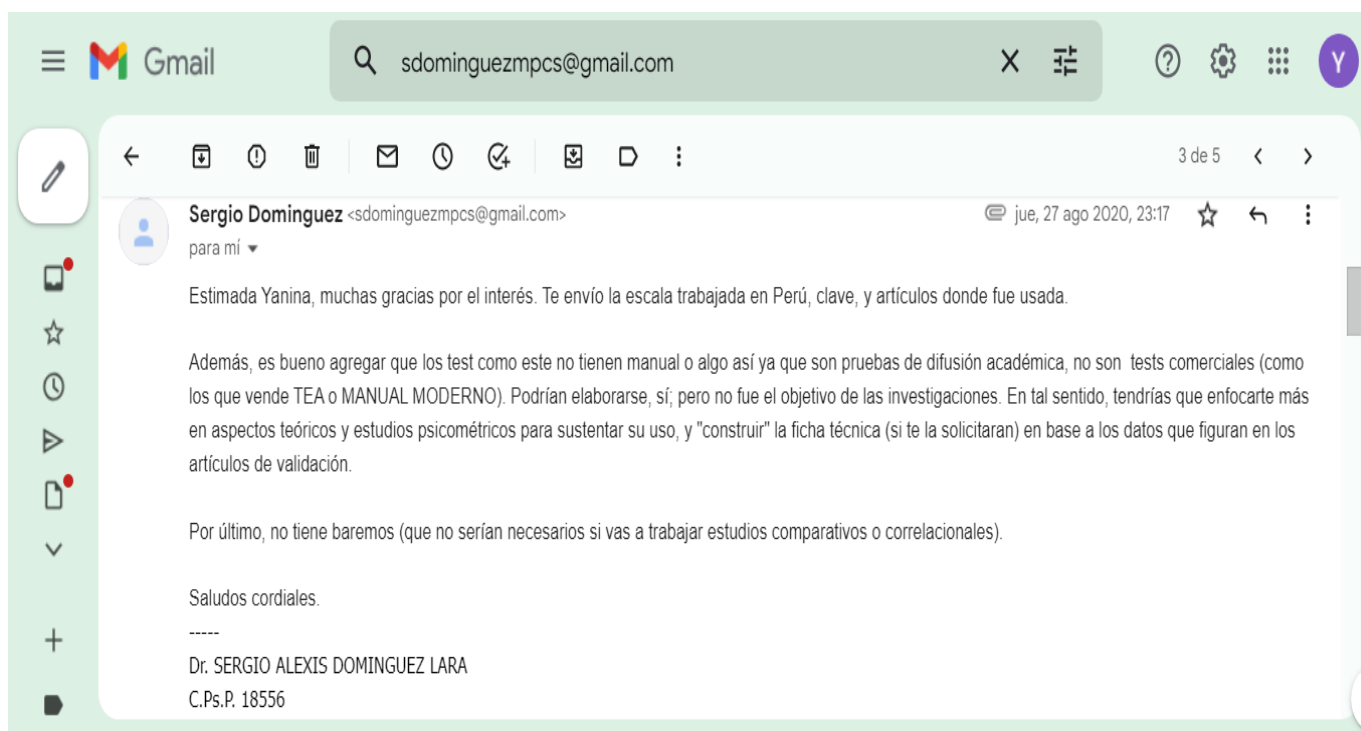 Gmail
sdominguezmpcs@gmail.com
Y
3 de 5
Sergio Dominguez <sdominguezmpcs@gmail.com>
jue, 27 ago 2020, 23:17
para mí
Estimada Yanina, muchas gracias por el interés. Te envío la escala trabajada en Perú, clave, y artículos donde fue usada.
Además, es bueno agregar que los test como este no tienen manual o algo así ya que son pruebas de difusión académica, no son tests comerciales (como
los que vende TEA o MANUAL MODERNO). Podrían elaborarse, sí; pero no fue el objetivo de las investigaciones. En tal sentido, tendrías que enfocarte más
en aspectos teóricos y estudios psicométricos para sustentar su uso, y "construir" la ficha técnica (si te la solicitaran) en base a los datos que figuran en los
artículos de validación.
Por último, no tiene baremos (que no serían necesarios si vas a trabajar estudios comparativos o correlacionales).
Saludos cordiales.
-----
Dr. SERGIO ALEXIS DOMINGUEZ LARA
C.Ps.P. 18556